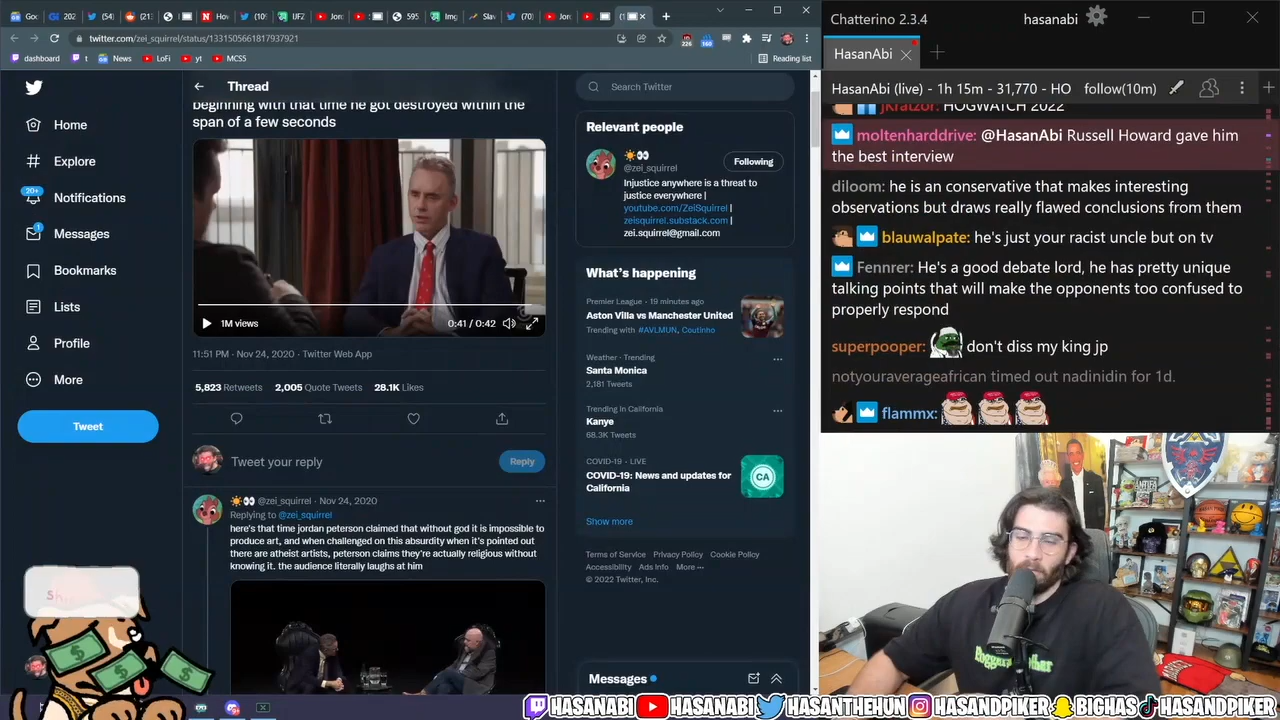 twitter.com/zei_squirrel/status/1331505661817937921
226
160
dashboard
t
News
LoFi
yt
MCS5
Reading list
Home
Explore
20+
Notifications
1
Messages
Bookmarks
Lists
Profile
More
Tweet
Thread
beginning with that time he got destroyed within the
span of a few seconds
1M views
0:41 / 0:42
11:51 PM · Nov 24, 2020 · Twitter Web App
5,823 Retweets 2,005 Quote Tweets 28.1K Likes
Tweet your reply
Reply
@zei_squirrel · Nov 24, 2020
Replying to @zei_squirrel
here's that time jordan peterson claimed that without god it is impossible to
produce art, and when challenged on this absurdity when it's pointed out
there are atheist artists, peterson claims they're actually religious without
knowing it. the audience literally laughs at him
Search Twitter
Relevant people
@zei_squirrel
Following
Injustice anywhere is a threat to
justice everywhere |
youtube.com/ZeiSquirrel |
zeisquirrel.substack.com |
zei.squirrel@gmail.com
What's happening
Premier League · 19 minutes ago
Aston Villa vs Manchester United
Trending with #AVLMUN, Coutinho
Weather · Trending
Santa Monica
2,181 Tweets
Trending in California
Kanye
68.3K Tweets
COVID-19 · LIVE
COVID-19: News and updates for
California
CA
Show more
Terms of Service Privacy Policy Cookie Policy
Accessibility Ads Info More
© 2022 Twitter, Inc.
Messages
Chatterino 2.3.4
hasanabi
HasanAbi
HasanAbi (live) - 1h 15m - 31,770 - HO
follow(10m)
jKratzor: HOGWATCH 2022
moltenharddrive: @HasanAbi Russell Howard gave him
the best interview
diloom: he is an conservative that makes interesting
observations but draws really flawed conclusions from them
blauwalpate: he's just your racist uncle but on tv
Fennrer: He's a good debate lord, he has pretty unique
talking points that will make the opponents too confused to
properly respond
superpooper: don't diss my king jp
notyouraverageafrican timed out nadinidin for 1d.
flammx:
HASANABI
HASANABI
HASANTHEHUN
HASANDPIKER
BIGHAS
HASANDPIKER